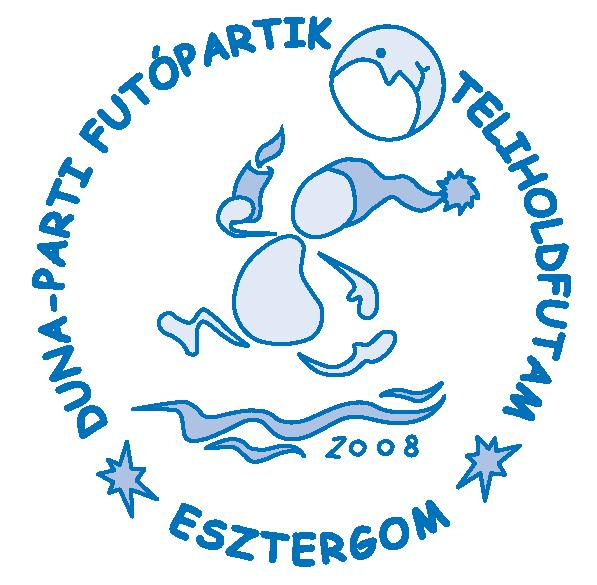 DUNA-PARTI FUTÓPARTIK
TELIHOLDFUTAM
2008
ESZTERGOM